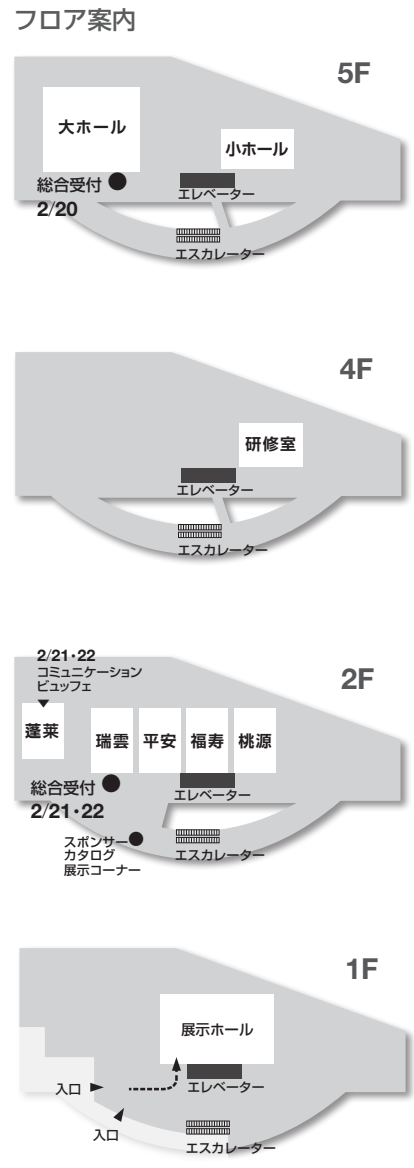 フロア案内
5F
大ホール
小ホール
総合受付
2/20
エレベーター
エスカレーター
4F
研修室
エレベーター
エスカレーター
2/21・22
コミュニケーション
ビュッフェ
2F
蓬莱
瑞雲
平安
福寿
桃源
総合受付
2/21・22
エレベーター
スポンサー
カタログ
展示コーナー
エスカレーター
1F
展示ホール
入口
エレベーター
入口
エスカレーター